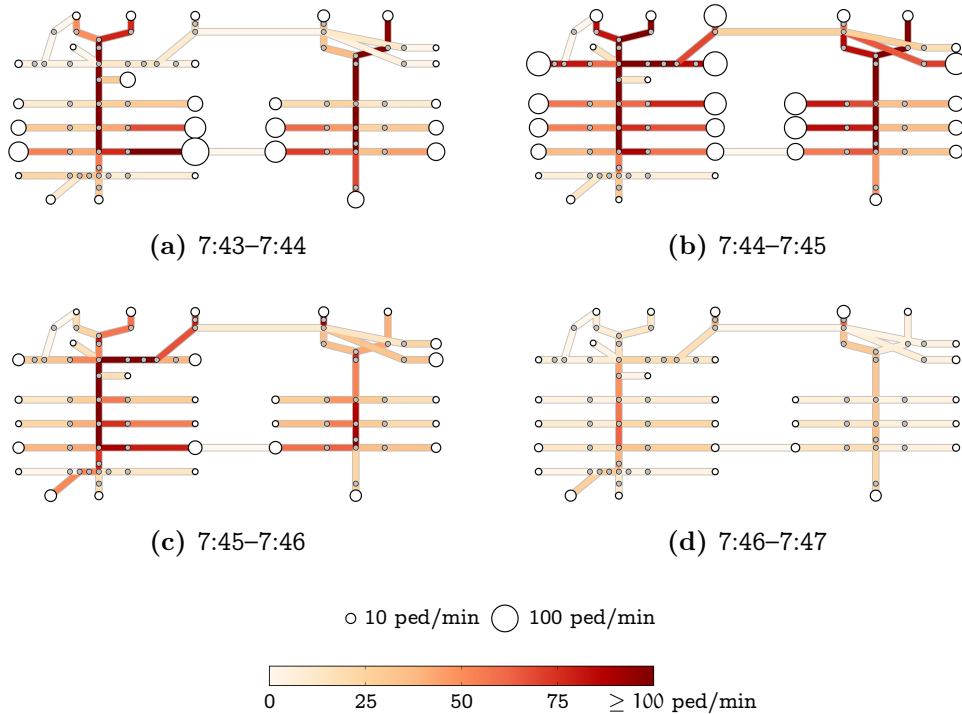 (a) 7:43–7:44
(b) 7:44–7:45
(c) 7:45–7:46
(d) 7:46–7:47
10 ped/min 100 ped/min
0 25 50 75 ≥ 100 ped/min